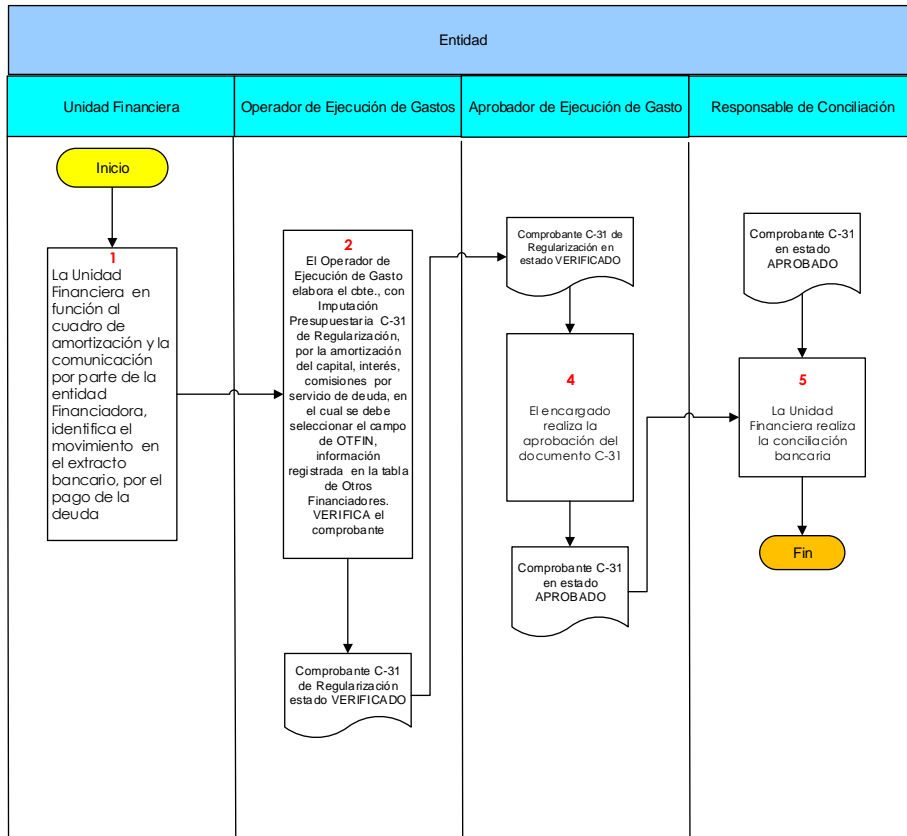 Entidad
Unidad Financiera
Operador de Ejecución de Gastos
Aprobador de Ejecución de Gasto
Responsable de Conciliación
Inicio
1
La Unidad
Financiera en
función al
cuadro de
amortización y la
comunicación
por parte de la
entidad
Financiadora,
identifica el
movimiento en
el extracto
bancario, por el
pago de la
deuda
2
El Operador de
Ejecución de Gasto
elabora el cbte., con
Imputación
Presupuestaria C-31
de Regularización,
por la amortización
del capital, interés,
comisiones por
servicio de deuda, en
el cual se debe
seleccionar el campo
de OTFIN,
información
registrada en la tabla
de Otros
Financiadores.
VERIFICA el
comprobante
Comprobante C-31
de Regularización
estado VERIFICADO
Comprobante C-31 de
Regularización en
estado VERIFICADO
4
El encargado
realiza la
aprobación del
documento C-31
Comprobante C-31
en estado
APROBADO
Comprobante C-31
en estado
APROBADO
5
La Unidad
Financiera realiza
la conciliación
bancaria
Fin